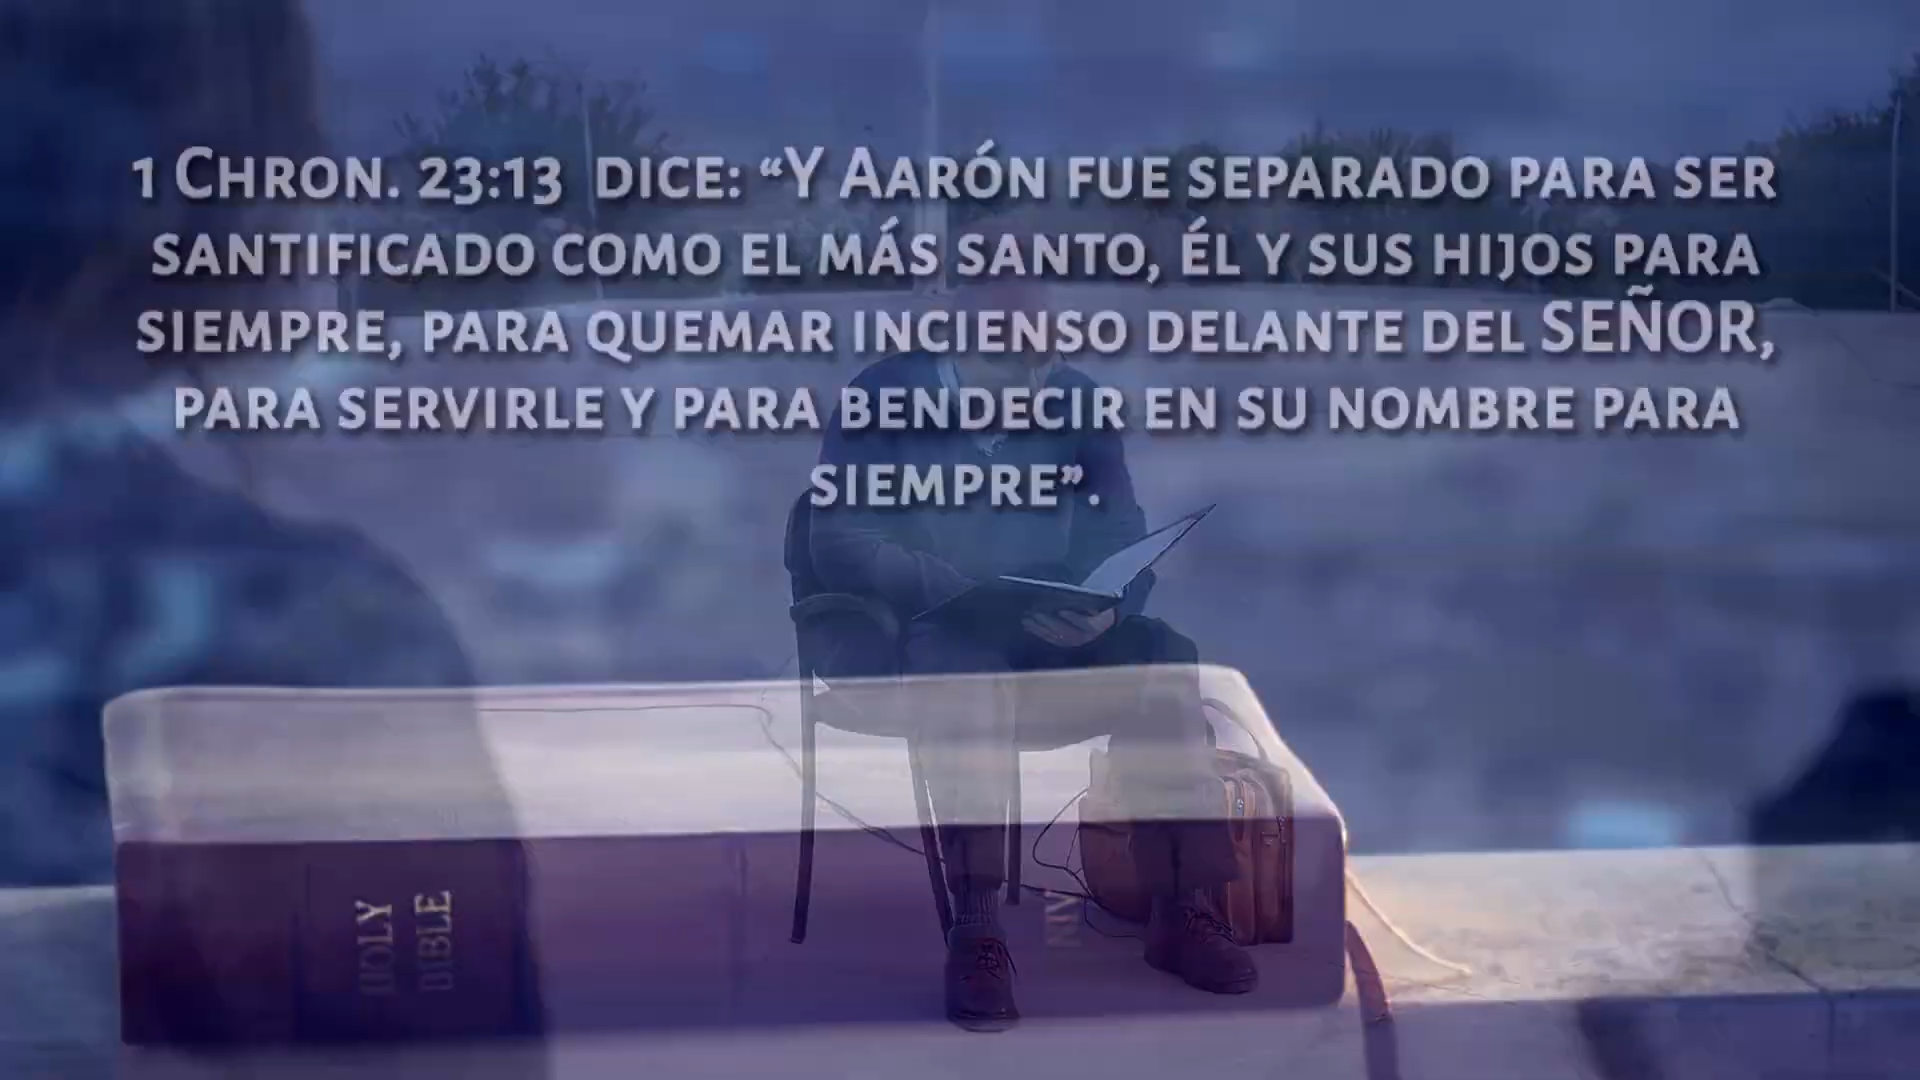 1 Chron. 23:13 dice: “Y Aarón fue separado para ser
santificado como el más santo, él y sus hijos para
siempre, para quemar incienso delante del SEÑOR,
para servirle y para bendecir en su nombre para
siempre”.
HOLY
BIBLE
NIV